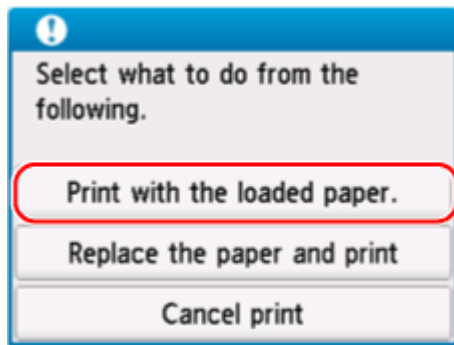 Select what to do from the
following.
Print with the loaded paper.
Replace the paper and print
Cancel print